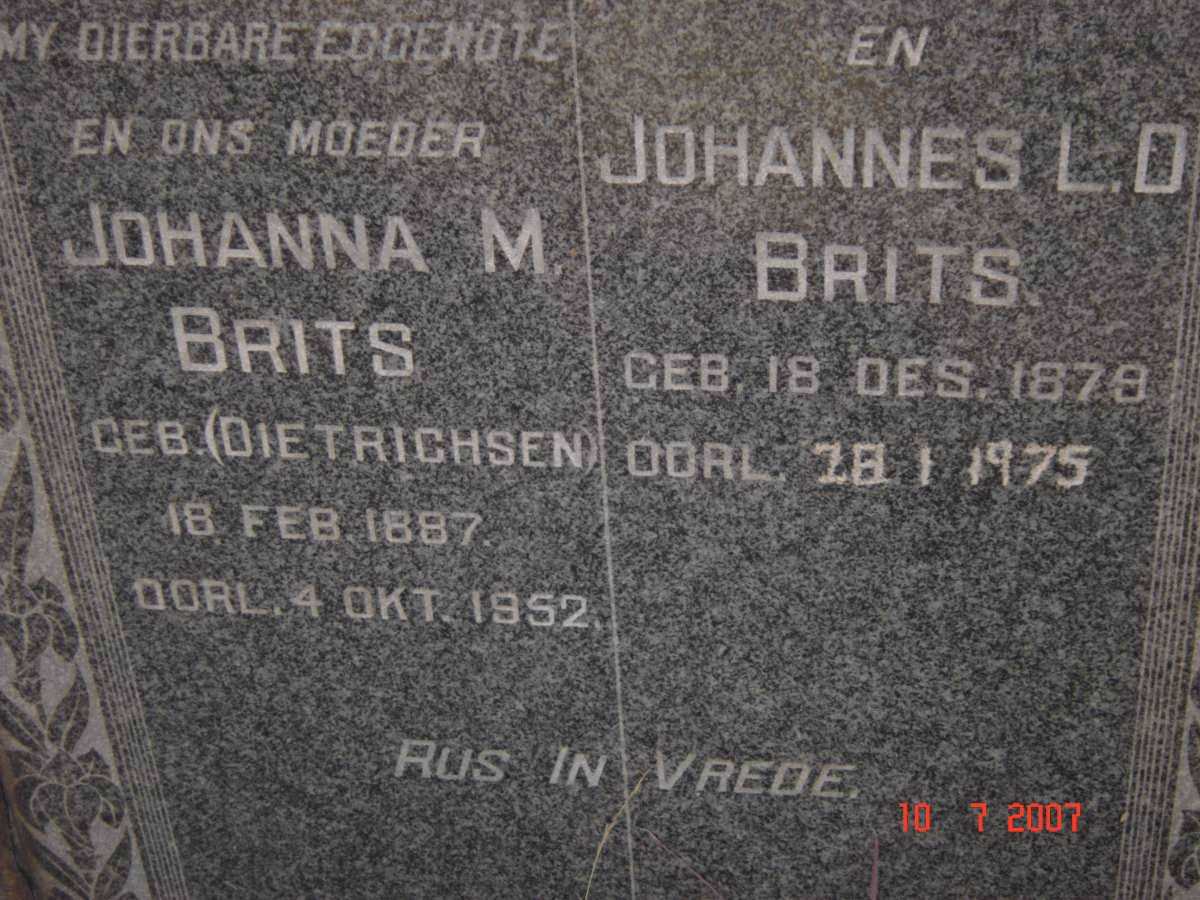 MY DIERBARE EGGENOTE
EN ONS MOEDER
JOHANNA M.
BRITS
GEB. (DIETRICHSEN)
18. FEB. 1887.
OORL. 4 OKT. 1952.
EN
JOHANNES L.D
BRITS.
GEB. 18 DES. 1879
OORL. 28 1 1975
RUS IN VREDE.
10 7 2007